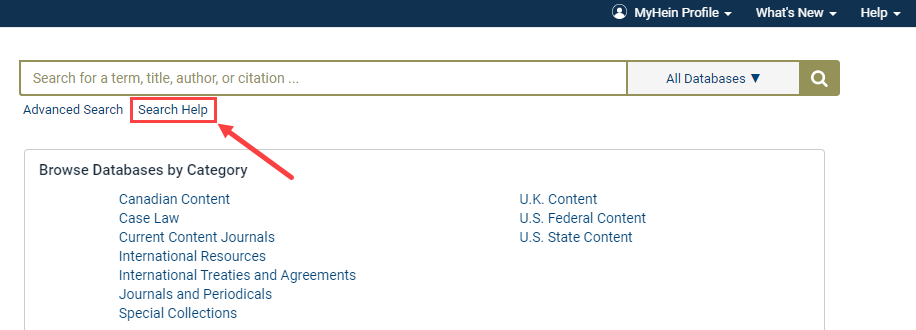 MyHein Profile What's New Help
Search for a term, title, author, or citation ... All Databases ▼
Advanced Search Search Help
Browse Databases by Category
Canadian Content U.K. Content
Case Law U.S. Federal Content
Current Content Journals U.S. State Content
International Resources
International Treaties and Agreements
Journals and Periodicals
Special Collections